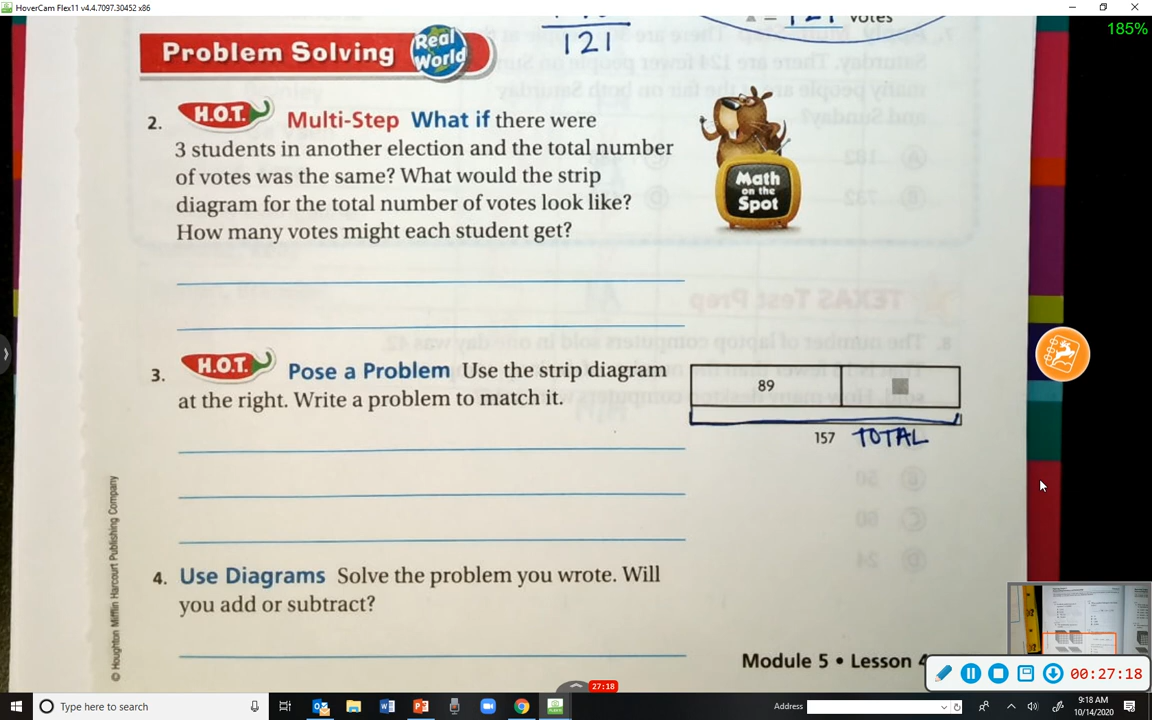 HoverCam Flex11 v4.4.7097.30452 x86
185%
121
121 votes
Problem Solving
Real World
2. H.O.T. Multi-Step What if there were
3 students in another election and the total number
of votes was the same? What would the strip
diagram for the total number of votes look like?
How many votes might each student get?
Math
on the
Spot
3. H.O.T. Pose a Problem Use the strip diagram
at the right. Write a problem to match it.
89
157 TOTAL
4. Use Diagrams Solve the problem you wrote. Will
you add or subtract?
© Houghton Mifflin Harcourt Publishing Company
Module 5 • Lesson 4
00:27:18
27:18
Type here to search
Address
9:18 AM
10/14/2020